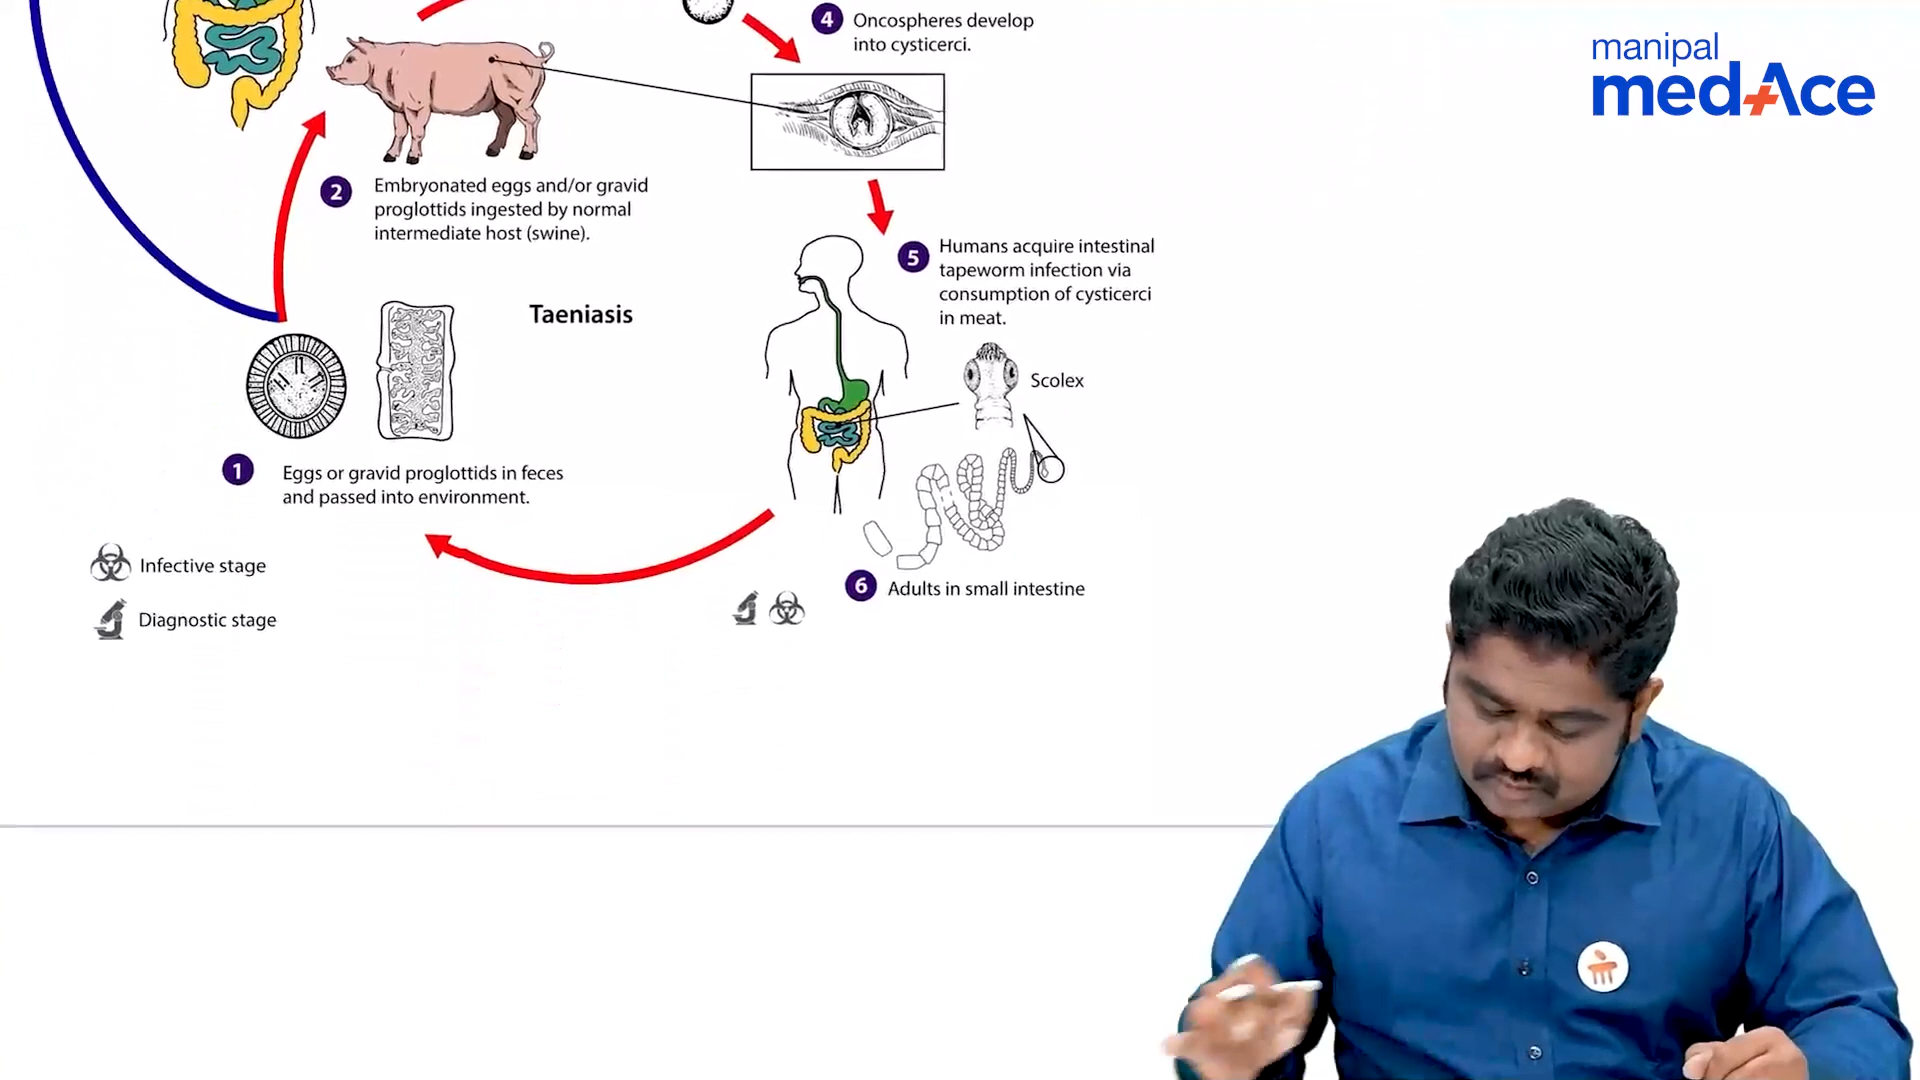 4 Oncospheres develop
into cysticerci.
manipal
medAce
2 Embryonated eggs and/or gravid
proglottids ingested by normal
intermediate host (swine).
5 Humans acquire intestinal
tapeworm infection via
consumption of cysticerci
in meat.
Taeniasis
Scolex
1 Eggs or gravid proglottids in feces
and passed into environment.
Infective stage
6 Adults in small intestine
Diagnostic stage